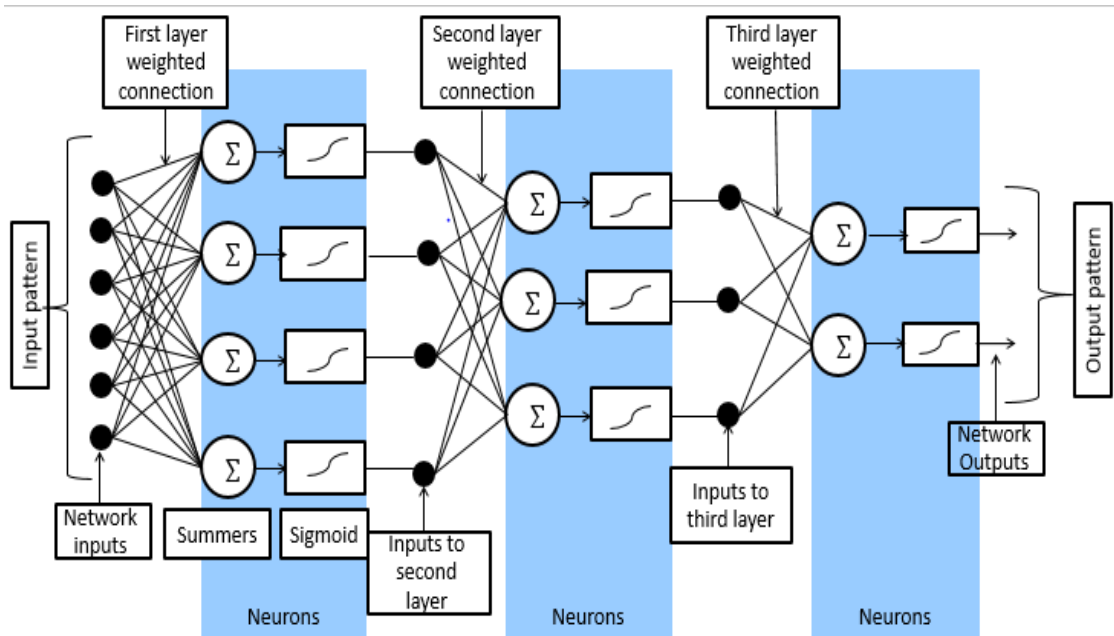 First layer
weighted
connection
Second layer
weighted
connection
Third layer
weighted
connection
Input pattern
Σ
Σ
Σ
Σ
Σ
Σ
Σ
Σ
Σ
Output pattern
Network
inputs
Summers
Sigmoid
Inputs to
second
layer
Inputs to
third layer
Network
Outputs
Neurons
Neurons
Neurons